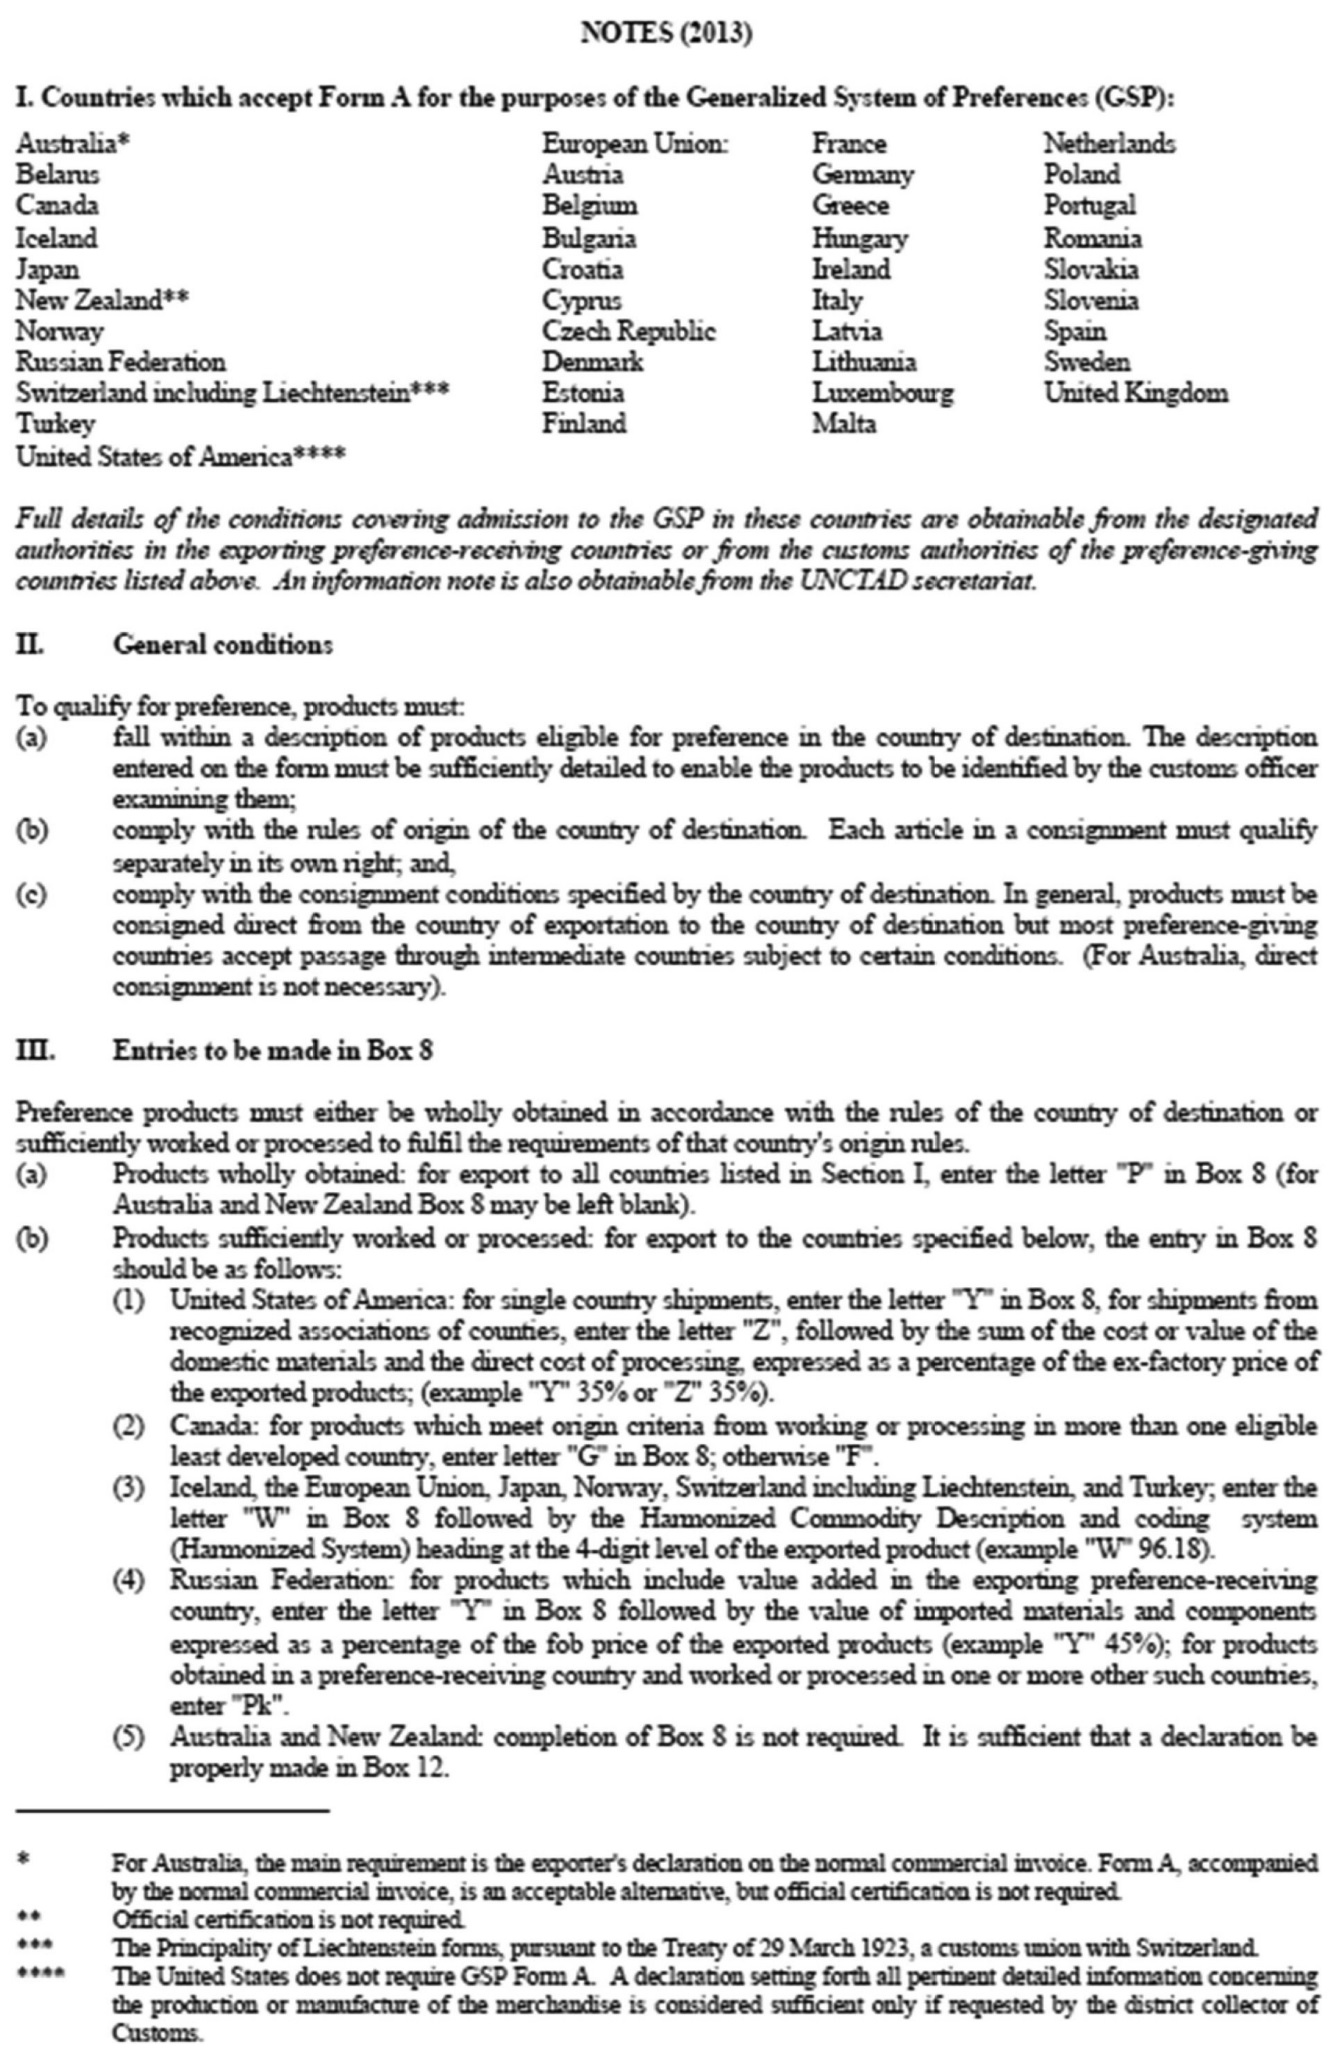 NOTES (2013)
I. Countries which accept Form A for the purposes of the Generalized System of Preferences (GSP):
Australia*
Belarus
Canada
Iceland
Japan
New Zealand**
Norway
Russian Federation
Switzerland including Liechtenstein***
Turkey
United States of America****
European Union:
Austria
Belgium
Bulgaria
Croatia
Cyprus
Czech Republic
Denmark
Estonia
Finland
France
Germany
Greece
Hungary
Ireland
Italy
Latvia
Lithuania
Luxembourg
Malta
Netherlands
Poland
Portugal
Romania
Slovakia
Slovenia
Spain
Sweden
United Kingdom
Full details of the conditions covering admission to the GSP in these countries are obtainable from the designated
authorities in the exporting preference-receiving countries or from the customs authorities of the preference-giving
countries listed above. An information note is also obtainable from the UNCTAD secretariat.
II. General conditions
To qualify for preference, products must:
(a) fall within a description of products eligible for preference in the country of destination. The description
entered on the form must be sufficiently detailed to enable the products to be identified by the customs officer
examining them;
(b) comply with the rules of origin of the country of destination. Each article in a consignment must qualify
separately in its own right; and,
(c) comply with the consignment conditions specified by the country of destination. In general, products must be
consigned direct from the country of exportation to the country of destination but most preference-giving
countries accept passage through intermediate countries subject to certain conditions. (For Australia, direct
consignment is not necessary).
III. Entries to be made in Box 8
Preference products must either be wholly obtained in accordance with the rules of the country of destination or
sufficiently worked or processed to fulfil the requirements of that country's origin rules.
(a) Products wholly obtained: for export to all countries listed in Section I, enter the letter "P" in Box 8 (for
Australia and New Zealand Box 8 may be left blank).
(b) Products sufficiently worked or processed: for export to the countries specified below, the entry in Box 8
should be as follows:
(1) United States of America: for single country shipments, enter the letter "Y" in Box 8, for shipments from
recognized associations of counties, enter the letter "Z", followed by the sum of the cost or value of the
domestic materials and the direct cost of processing, expressed as a percentage of the ex-factory price of
the exported products; (example "Y" 35% or "Z" 35%).
(2) Canada: for products which meet origin criteria from working or processing in more than one eligible
least developed country, enter letter "G" in Box 8; otherwise "F".
(3) Iceland, the European Union, Japan, Norway, Switzerland including Liechtenstein, and Turkey; enter the
letter "W" in Box 8 followed by the Harmonized Commodity Description and coding system
(Harmonized System) heading at the 4-digit level of the exported product (example "W" 96.18).
(4) Russian Federation: for products which include value added in the exporting preference-receiving
country, enter the letter "Y" in Box 8 followed by the value of imported materials and components
expressed as a percentage of the fob price of the exported products (example "Y" 45%); for products
obtained in a preference-receiving country and worked or processed in one or more other such countries,
enter "Pk".
(5) Australia and New Zealand: completion of Box 8 is not required. It is sufficient that a declaration be
properly made in Box 12.
* For Australia, the main requirement is the exporter's declaration on the normal commercial invoice. Form A, accompanied
by the normal commercial invoice, is an acceptable alternative, but official certification is not required.
** Official certification is not required.
*** The Principality of Liechtenstein forms, pursuant to the Treaty of 29 March 1923, a customs union with Switzerland.
**** The United States does not require GSP Form A. A declaration setting forth all pertinent detailed information concerning
the production or manufacture of the merchandise is considered sufficient only if requested by the district collector of
Customs.